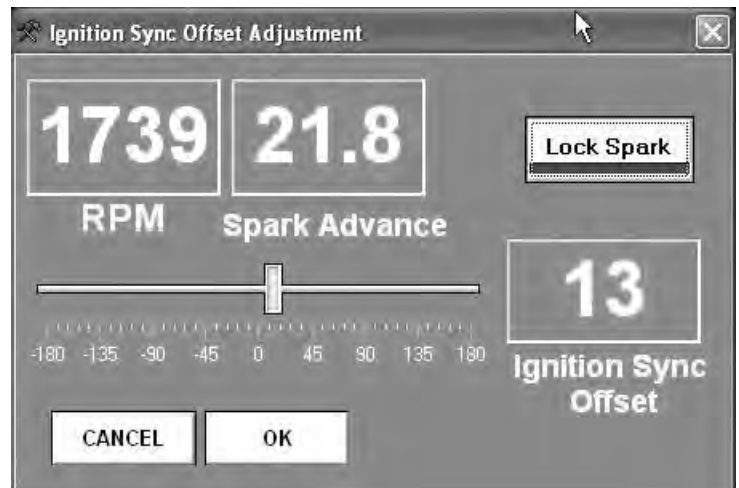 Ignition Sync Offset Adjustment
1739 21.8
Lock Spark
RPM
Spark Advance
13
-180 -135 -90 -45 0 45 90 135 180
Ignition Sync
Offset
CANCEL OK